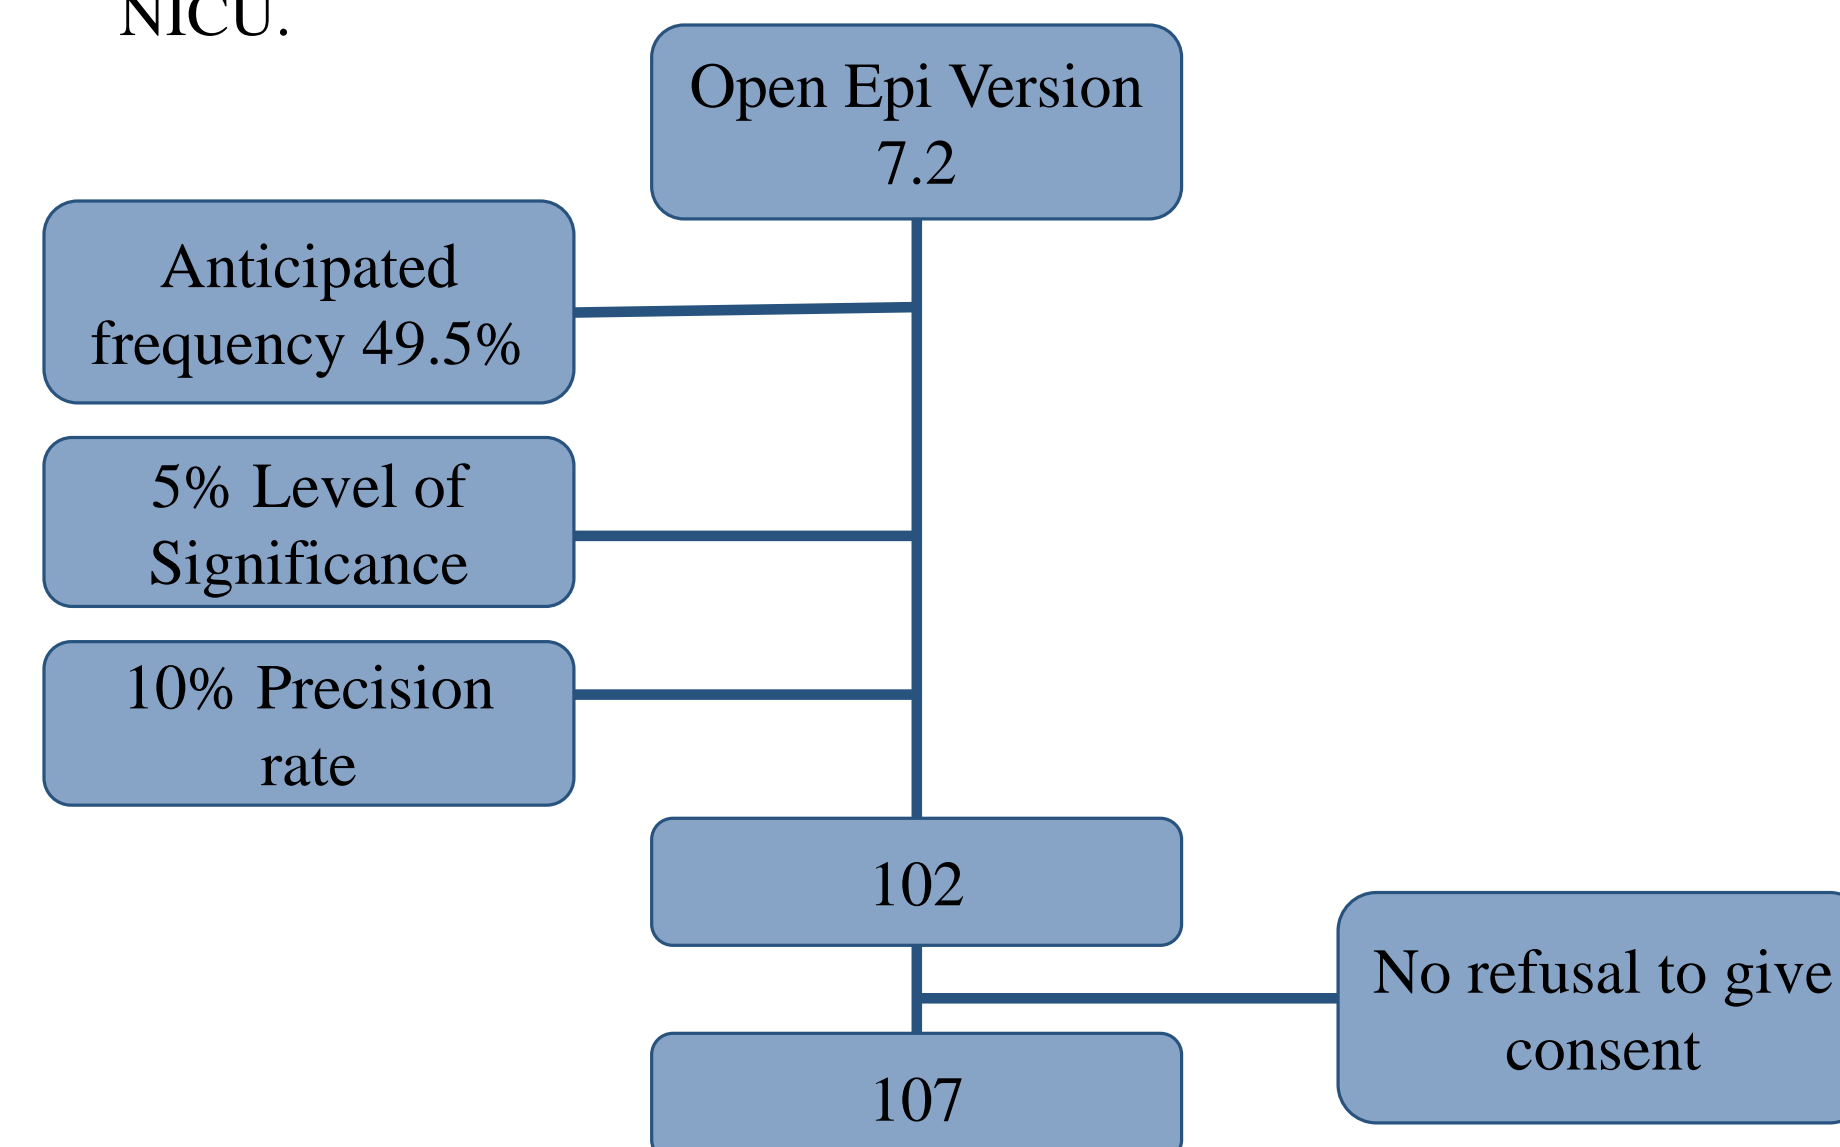 NICU.
Open Epi Version
7.2
Anticipated
frequency 49.5%
5% Level of
Significance
10% Precision
rate
102
No refusal to give
consent
107